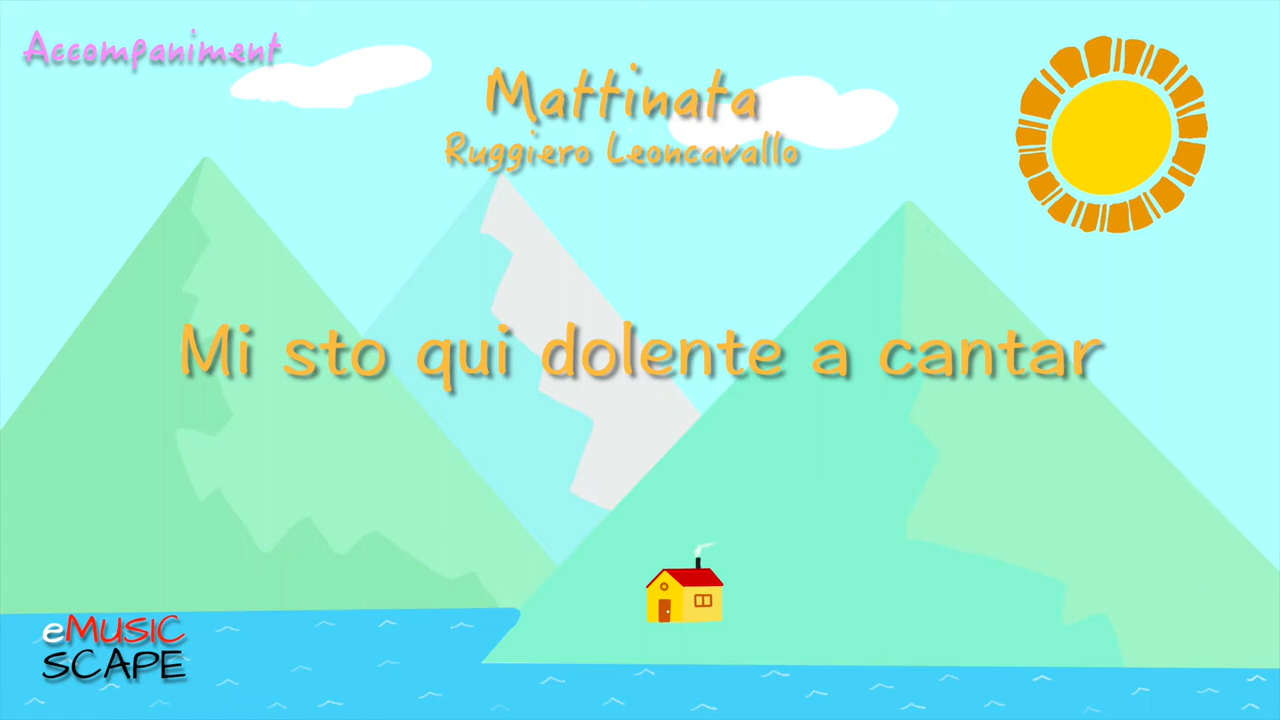 Accompaniment
Mattinata
Ruggiero Leoncavallo
Mi sto qui dolente a cantar
eMUSIC
SCAPE